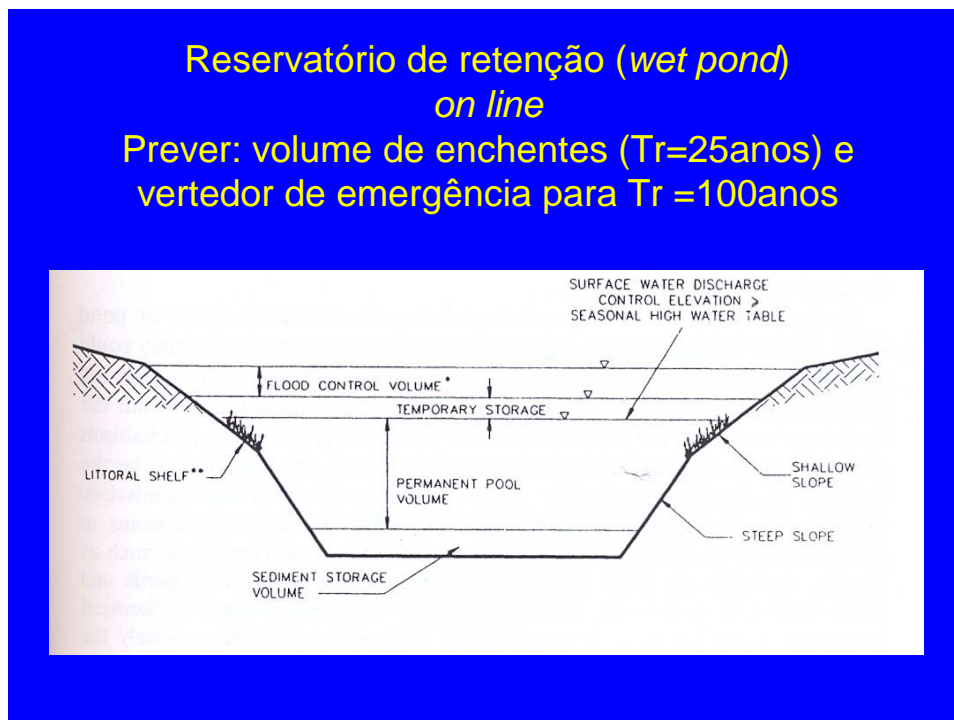 Reservatório de retenção (wet pond)
on line
Prever: volume de enchentes (Tr=25anos) e
vertedor de emergência para Tr =100anos
SURFACE WATER DISCHARGE
CONTROL ELEVATION ⩾
SEASONAL HIGH WATER TABLE
FLOOD CONTROL VOLUME*
TEMPORARY STORAGE
LITTORAL SHELF**
PERMANENT POOL
VOLUME
SHALLOW
SLOPE
STEEP SLOPE
SEDIMENT STORAGE
VOLUME